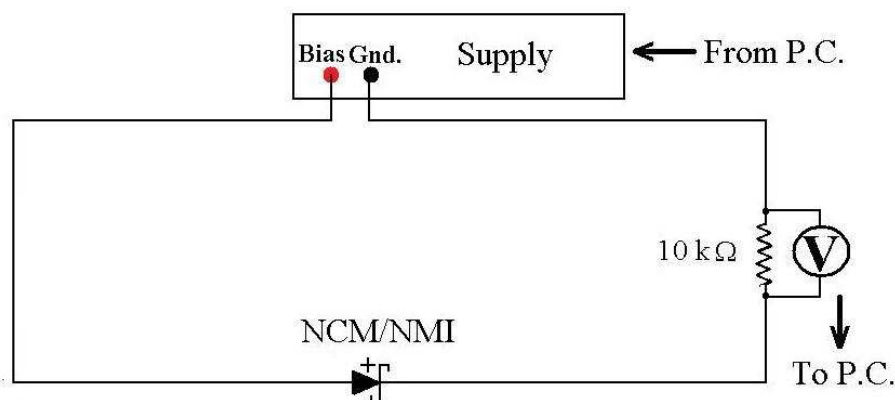 Bias Gnd. Supply From P.C.
10 kΩ V
NCM/NMI
+
To P.C.